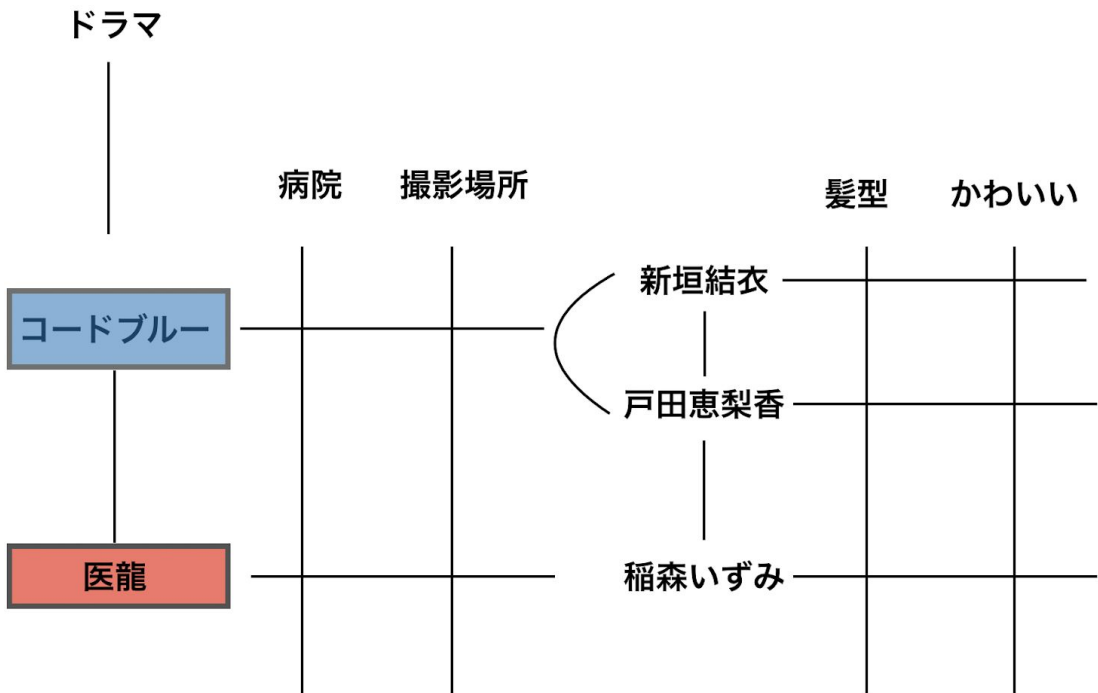 ドラマ
病院
撮影場所
髪型
かわいい
コードブルー
新垣結衣
戸田恵梨香
医龍
稲森いずみ